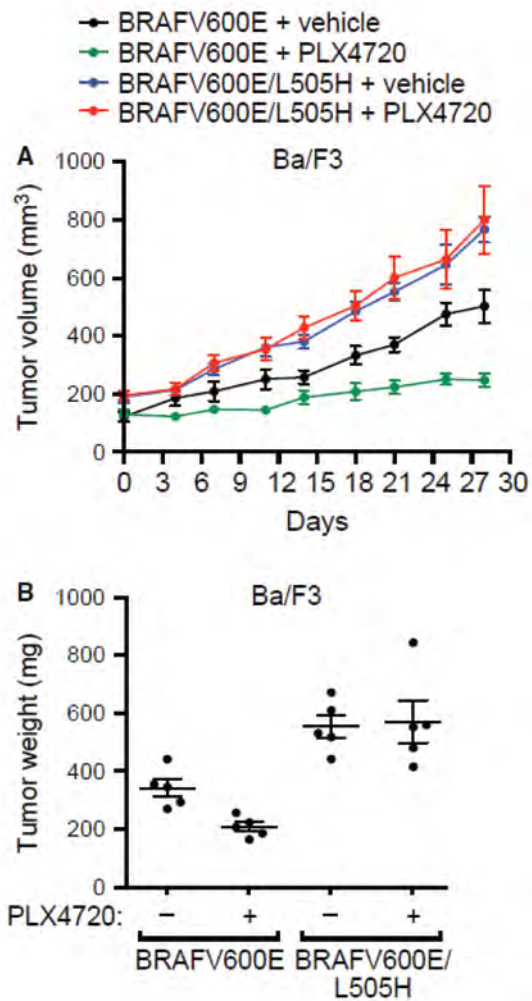 BRAFV600E + vehicle
BRAFV600E + PLX4720
BRAFV600E/L505H + vehicle
BRAFV600E/L505H + PLX4720
A
Ba/F3
1000
800
600
400
200
0
Tumor volume (mm³)
0 3 6 9 12 15 18 21 24 27 30
Days
B
Ba/F3
1000
800
600
400
200
0
Tumor weight (mg)
PLX4720: – + – +
BRAFV600E BRAFV600E/
L505H